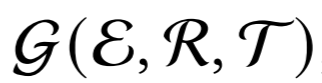 𝒢(ℰ, ℛ, 𝒯)